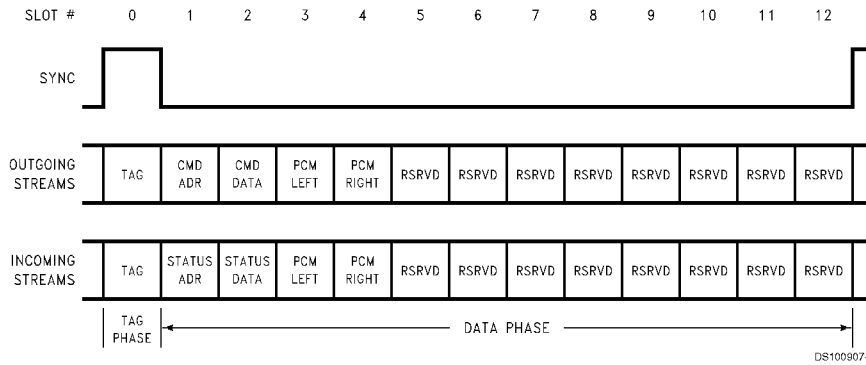 SLOT # 0 1 2 3 4 5 6 7 8 9 10 11 12
SYNC
OUTGOING STREAMS TAG CMD ADR CMD DATA PCM LEFT PCM RIGHT RSRVD RSRVD RSRVD RSRVD RSRVD RSRVD RSRVD RSRVD
INCOMING STREAMS TAG STATUS ADR STATUS DATA PCM LEFT PCM RIGHT RSRVD RSRVD RSRVD RSRVD RSRVD RSRVD RSRVD RSRVD
TAG PHASE DATA PHASE
DS100907-